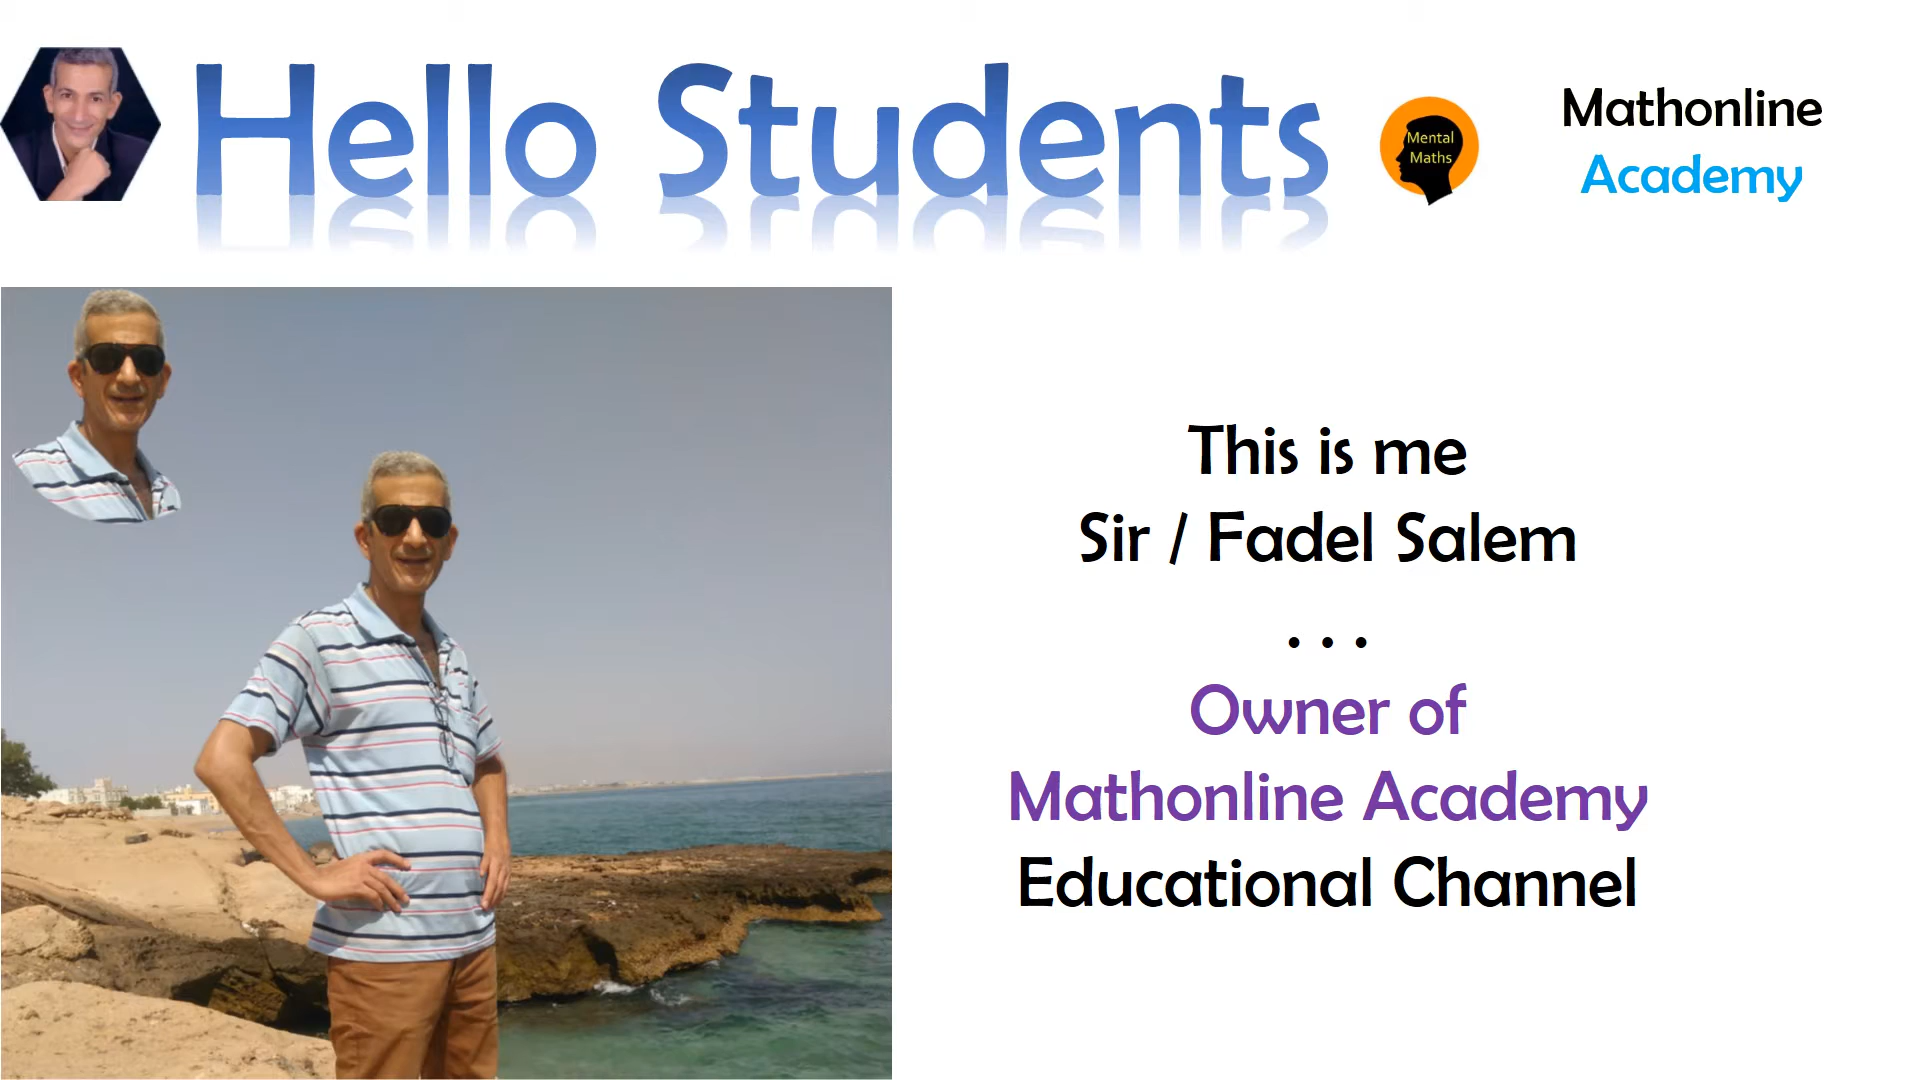 Hello Students
Mental
Maths
Mathonline
Academy
This is me
Sir / Fadel Salem
...
Owner of
Mathonline Academy
Educational Channel